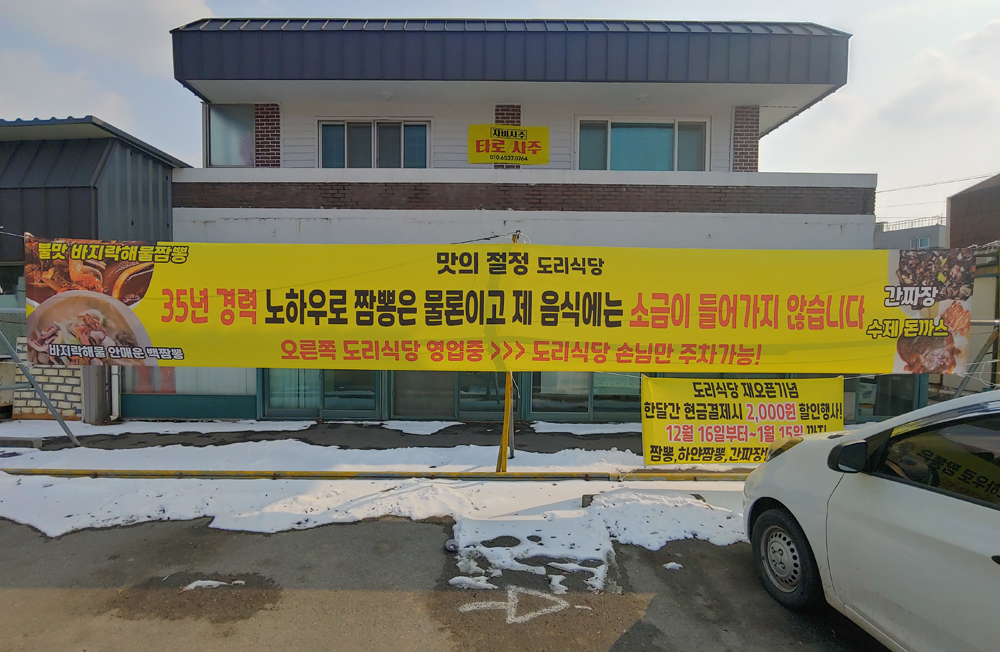 자비사주
타로 사주
010.6537.0764
불맛 바지락해물짬뽕
맛의 절정 도리식당
35년 경력 노하우로 짬뽕은 물론이고 제 음식에는 소금이 들어가지 않습니다
간짜장
수제 돈까스
바지락해물 안매운 백짬뽕
오른쪽 도리식당 영업중 >>> 도리식당 손님만 주차가능!
도리식당 재오픈기념
한달간 현금결제시 2,000원 할인행사!
12월 16일부터~1월 15일 까지
짬뽕,하얀짬뽕,간짜장